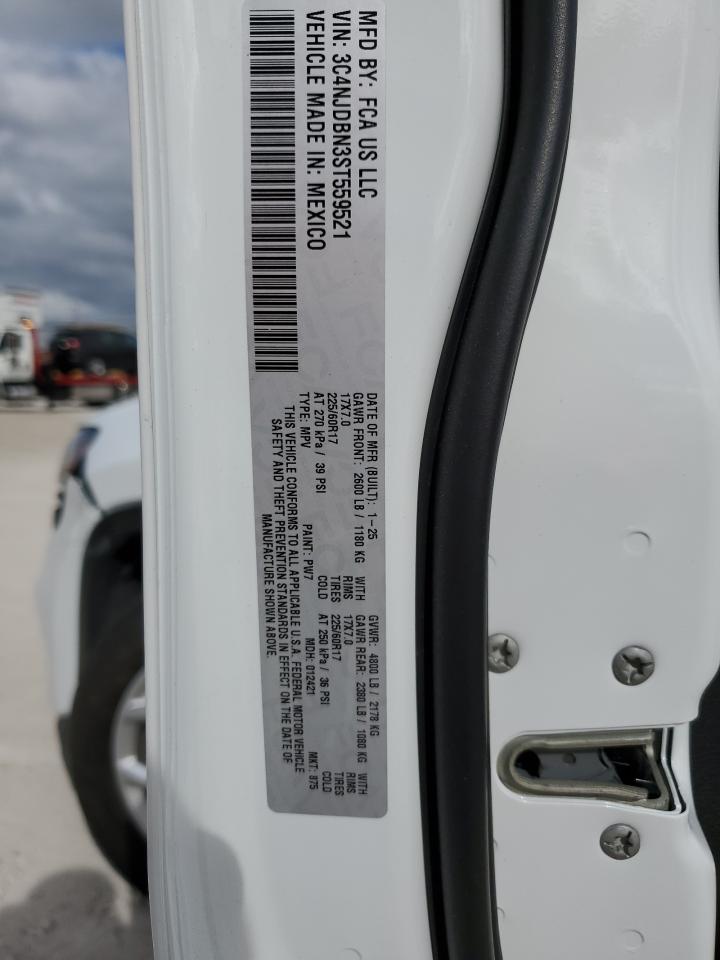 MFD BY: FCA US LLC
VIN: 3C4NJDBN3ST559521
VEHICLE MADE IN: MEXICO
DATE OF MFR (BUILT): 1-25 GVWR: 4800 LB / 2178 KG
GAWR FRONT: 2600 LB / 1180 KG WITH GAWR REAR: 2380 LB / 1080 KG WITH
17X7.0 RIMS 17X7.0 RIMS
225/60R17 TIRES 225/60R17 TIRES
AT 270 kPa / 39 PSI COLD AT 250 kPa / 36 PSI COLD
TYPE: MPV PAINT: PW7 MDH: 012421 MKT: 875
THIS VEHICLE CONFORMS TO ALL APPLICABLE U.S.A. FEDERAL MOTOR VEHICLE
SAFETY AND THEFT PREVENTION STANDARDS IN EFFECT ON THE DATE OF
MANUFACTURE SHOWN ABOVE.